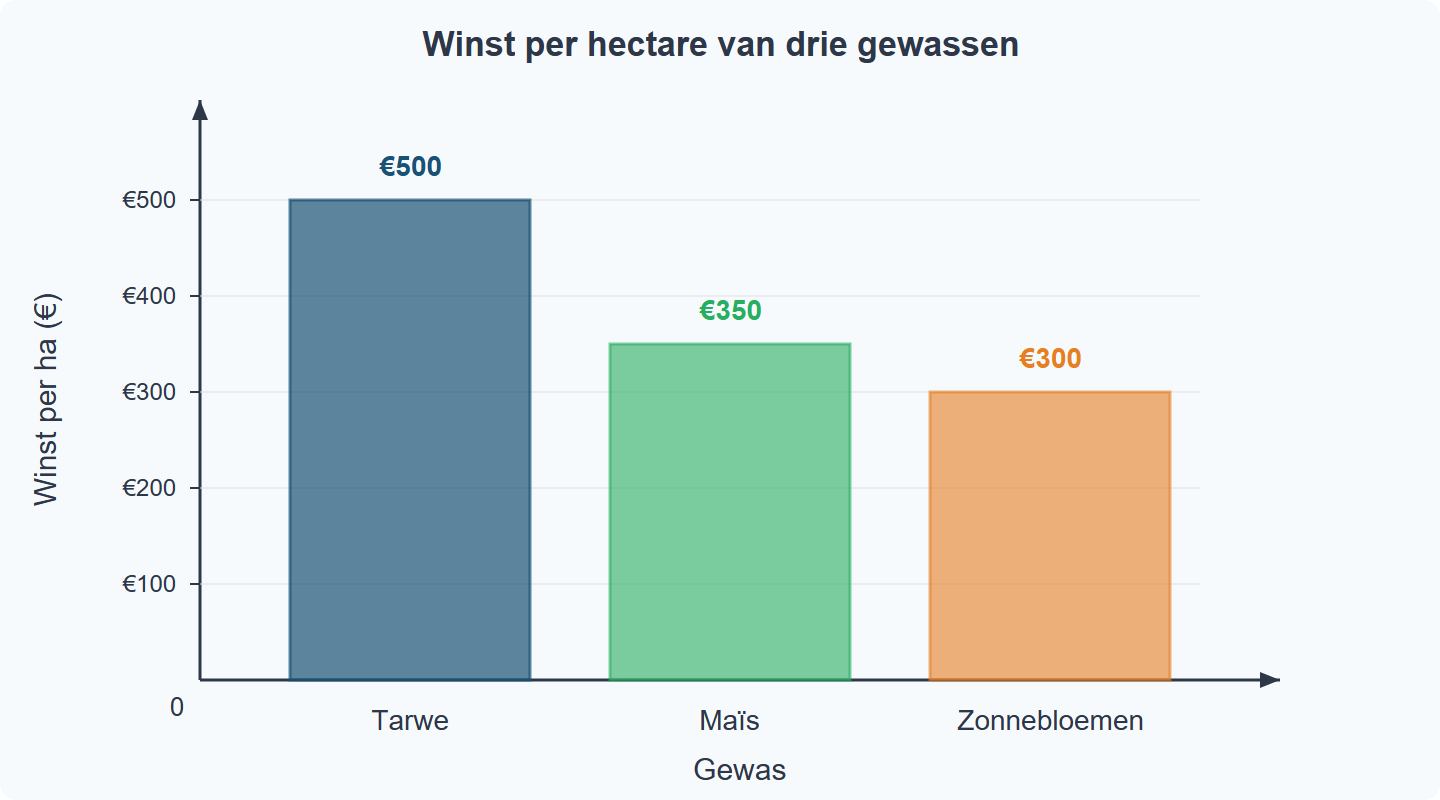 Winst per hectare van drie gewassen
€500
€350
€300
€500
€400
€300
€200
€100
0
Winst per ha (€)
Tarwe
Maïs
Zonnebloemen
Gewas